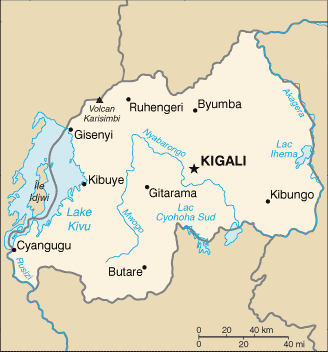 Volcan
Karisimbi
Ruhengeri
Byumba
Akagera
Gisenyi
Nyabarongo
Lac
Ihema
KIGALI
Île
Idjwi
Kibuye
Gitarama
Kibungo
Lake
Kivu
Mwogo
Lac
Cyohoha Sud
Cyangugu
Rusizi
Butare
0 20 40 km
0 20 40 mi